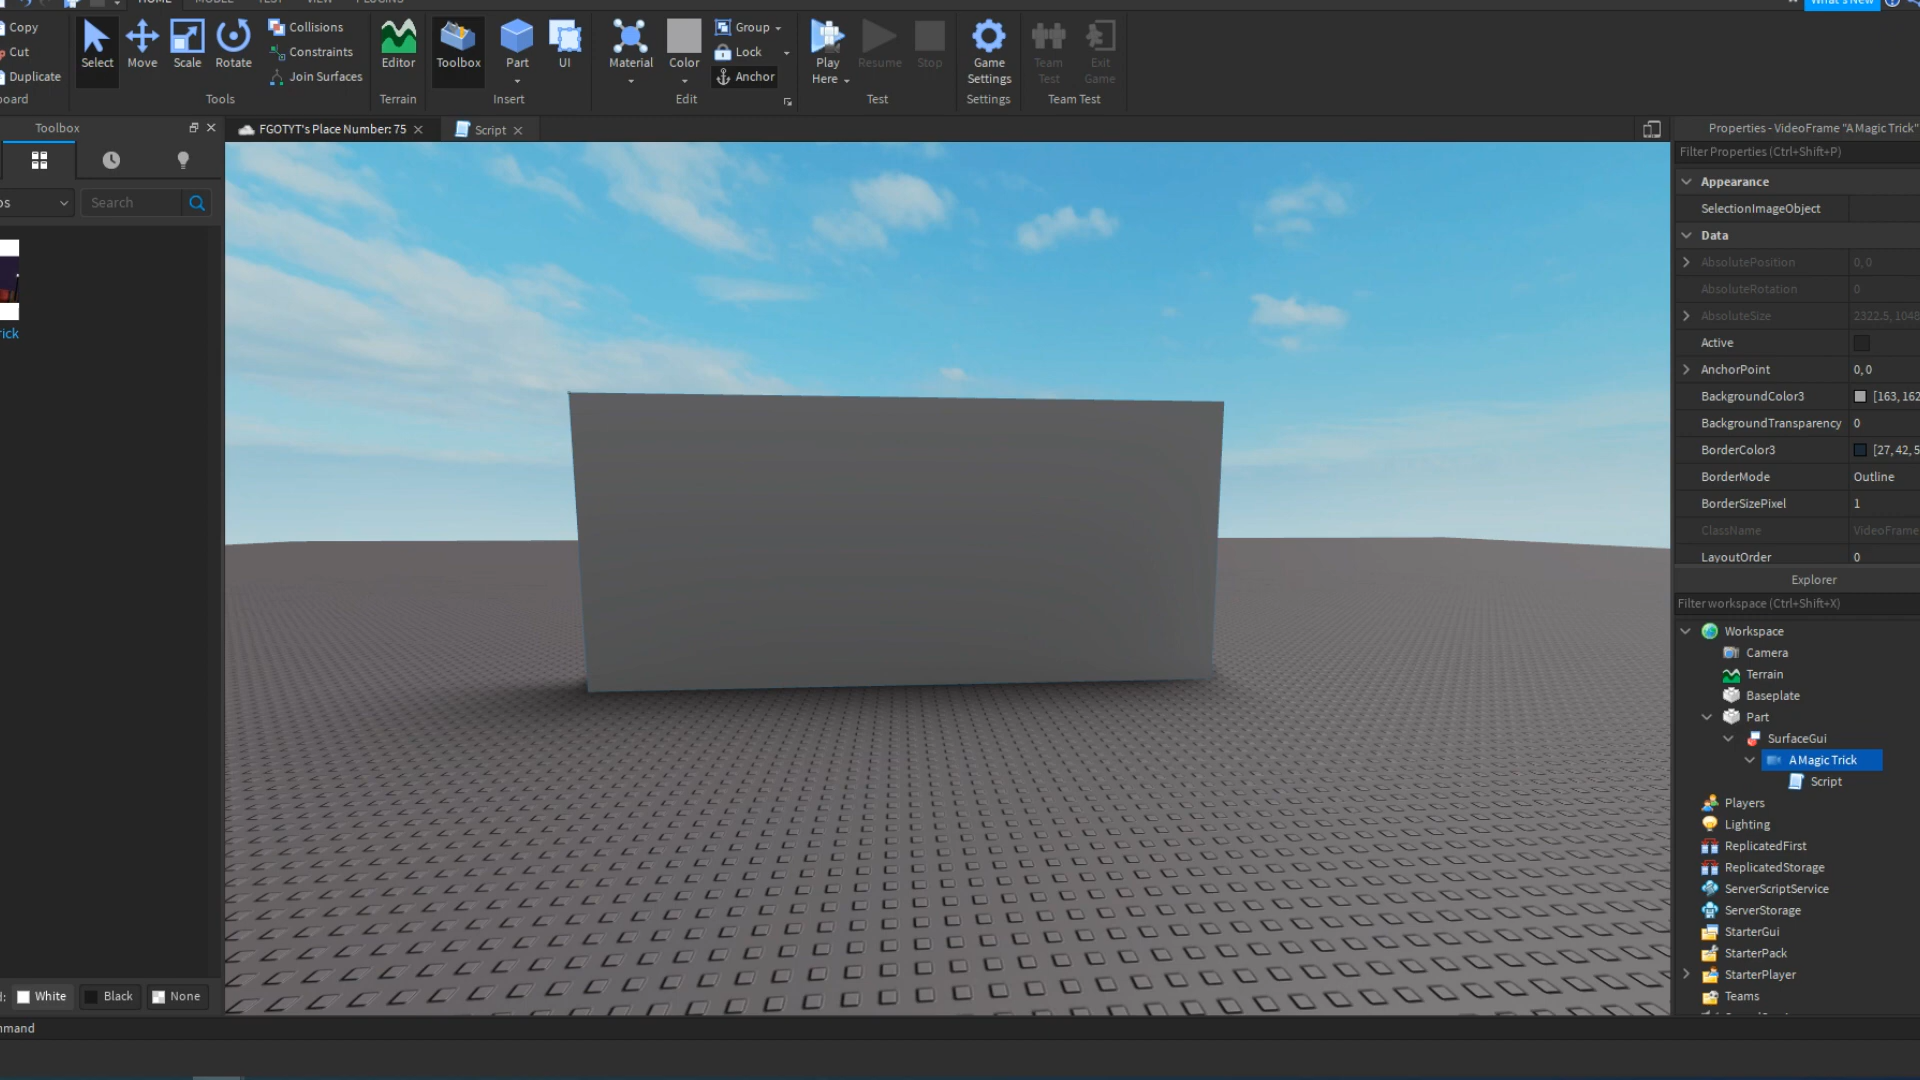 HOME MODEL TEST VIEW PLUGINS
What's New
Copy
Cut
Duplicate
Select
Move
Scale
Rotate
Collisions
Constraints
Join Surfaces
Tools
Editor
Terrain
Toolbox
Part
UI
Insert
Material
Color
Group
Lock
Anchor
Edit
Play Here
Resume
Stop
Test
Game Settings
Settings
Team Test
Exit Game
Team Test
Toolbox
Search
rick
FGOTYT's Place Number: 75
Script
Properties - VideoFrame "A Magic Trick"
Filter Properties (Ctrl+Shift+P)
Appearance
SelectionImageObject
Data
AbsolutePosition 0, 0
AbsoluteRotation 0
AbsoluteSize 2322.5, 1048
Active
AnchorPoint 0, 0
BackgroundColor3 [163, 162
BackgroundTransparency 0
BorderColor3 [27, 42, 5
BorderMode Outline
BorderSizePixel 1
ClassName VideoFrame
LayoutOrder 0
Explorer
Filter workspace (Ctrl+Shift+X)
Workspace
Camera
Terrain
Baseplate
Part
SurfaceGui
A Magic Trick
Script
Players
Lighting
ReplicatedFirst
ReplicatedStorage
ServerScriptService
ServerStorage
StarterGui
StarterPack
StarterPlayer
Teams
White
Black
None
mmand